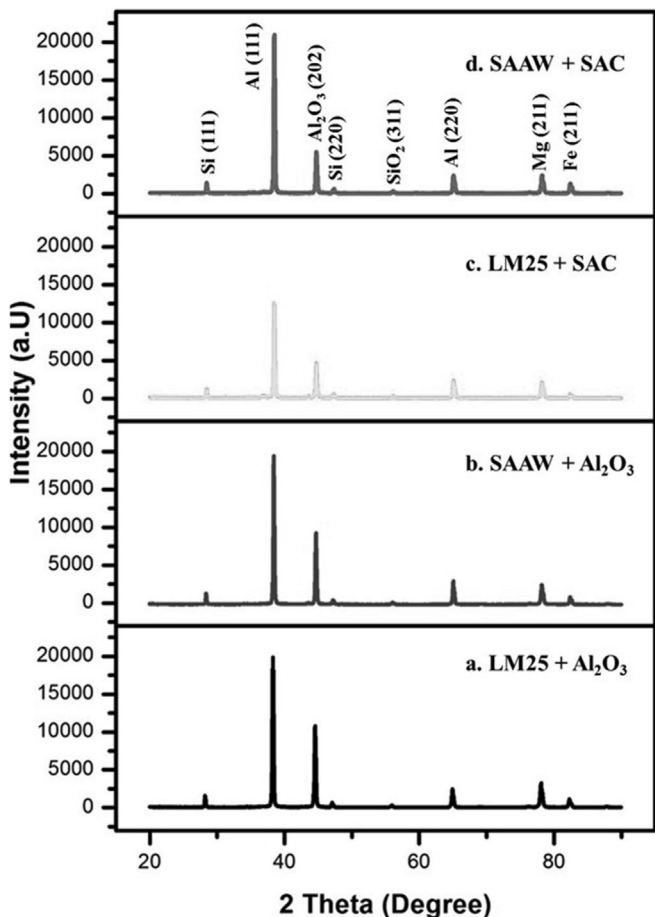 Intensity (a.U)
20000
15000
10000
5000
0
d. SAAW + SAC
Si (111)
Al (111)
Al₂O₃ (202)
Si (220)
SiO₂ (311)
Al (220)
Mg (211)
Fe (211)
20000
15000
10000
5000
0
c. LM25 + SAC
20000
15000
10000
5000
0
b. SAAW + Al₂O₃
20000
15000
10000
5000
0
a. LM25 + Al₂O₃
20
40
60
80
2 Theta (Degree)